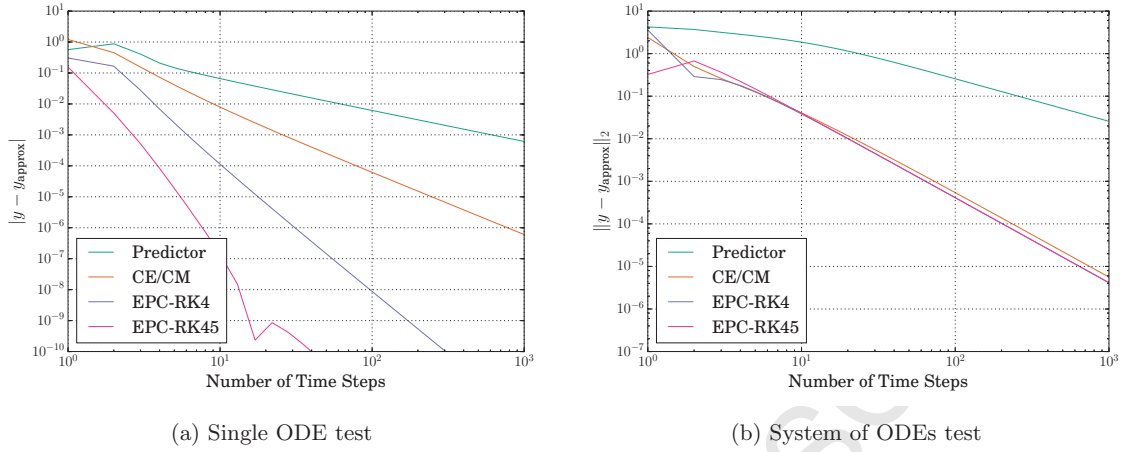 10^1
10^0
10^-1
10^-2
10^-3
10^-4
10^-5
10^-6
10^-7
10^-8
10^-9
10^-10
|y − y_approx|
Predictor
CE/CM
EPC-RK4
EPC-RK45
10^0
10^1
10^2
10^3
Number of Time Steps
(a) Single ODE test
10^1
10^0
10^-1
10^-2
10^-3
10^-4
10^-5
10^-6
10^-7
||y − y_approx||_2
Predictor
CE/CM
EPC-RK4
EPC-RK45
10^0
10^1
10^2
10^3
Number of Time Steps
(b) System of ODEs test